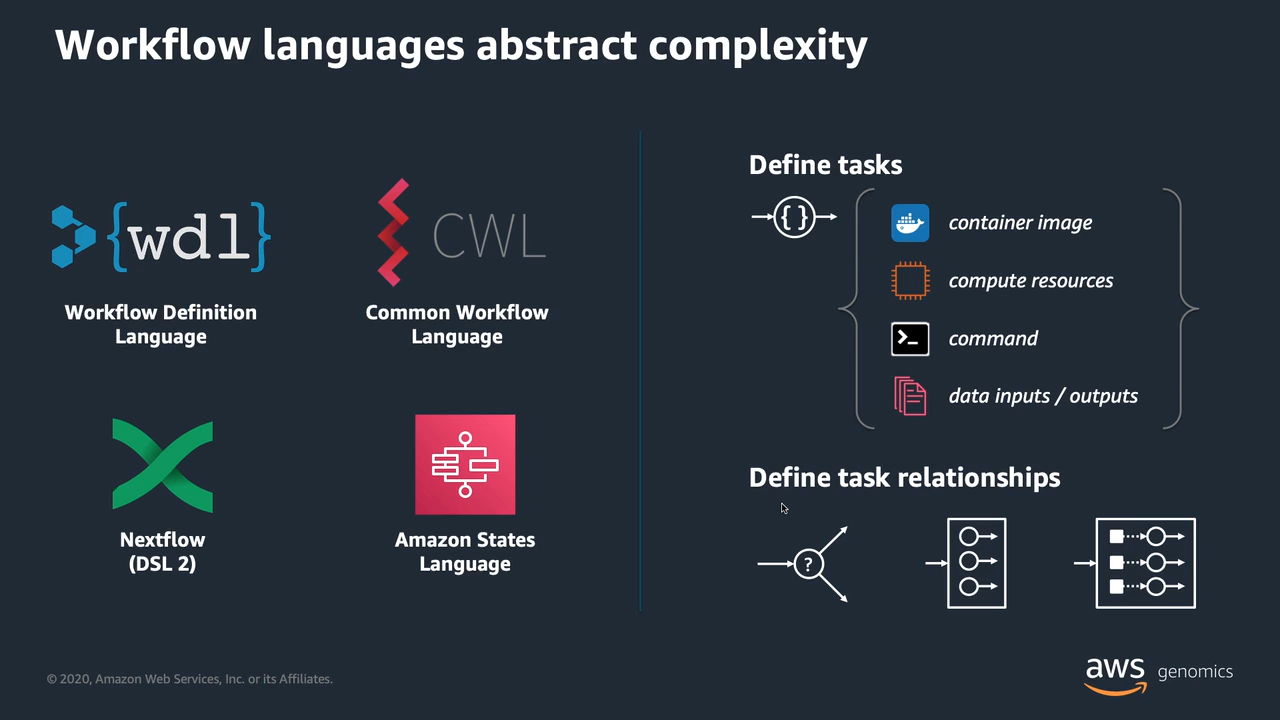 Workflow languages abstract complexity
{wdl}
CWL
Workflow Definition
Language
Common Workflow
Language
Nextflow
(DSL 2)
Amazon States
Language
Define tasks
{}
container image
compute resources
>_
command
data inputs / outputs
Define task relationships
?
© 2020, Amazon Web Services, Inc. or its Affiliates.
aws genomics